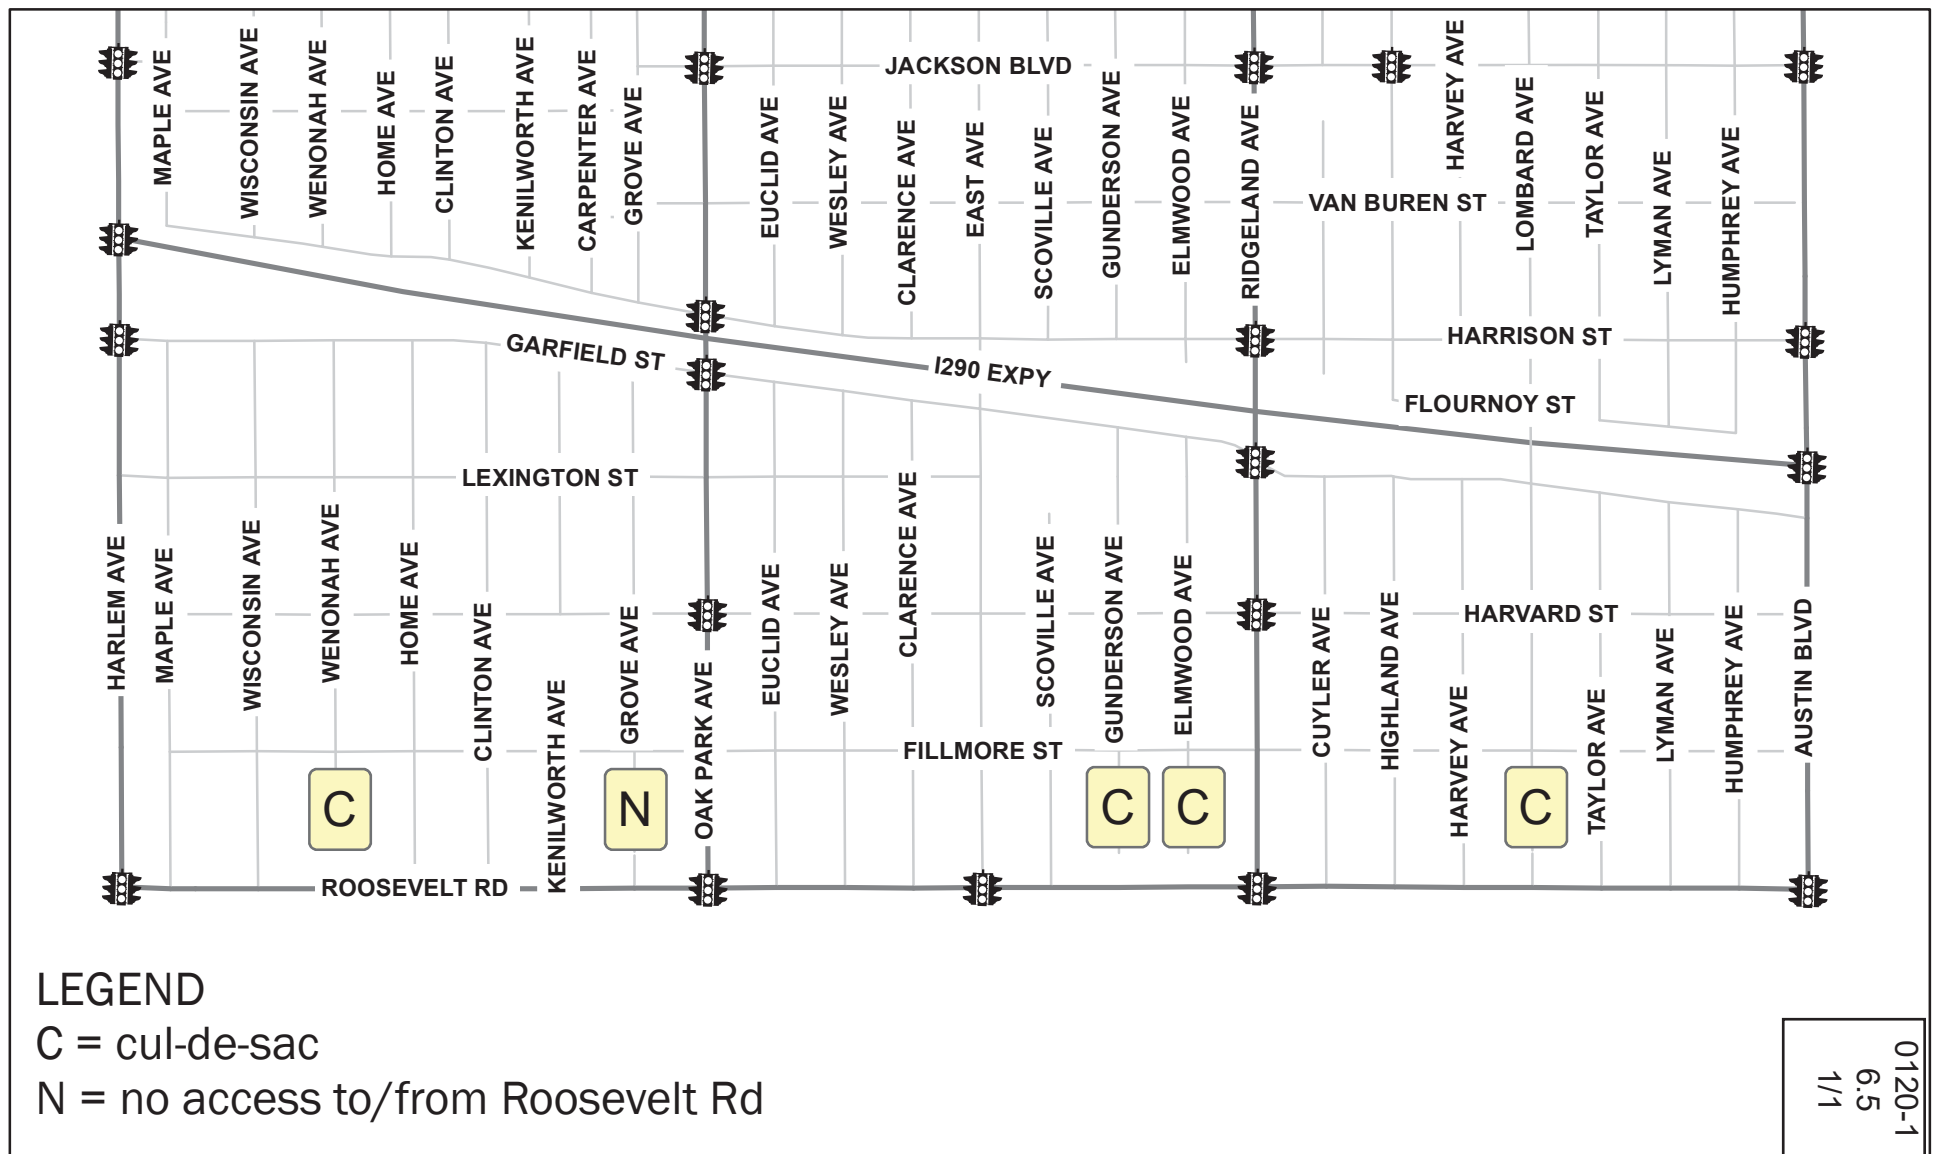 JACKSON BLVD
MAPLE AVE
WISCONSIN AVE
WENONAH AVE
HOME AVE
CLINTON AVE
KENILWORTH AVE
CARPENTER AVE
GROVE AVE
EUCLID AVE
WESLEY AVE
CLARENCE AVE
EAST AVE
SCOVILLE AVE
GUNDERSON AVE
ELMWOOD AVE
RIDGELAND AVE
HARVEY AVE
LOMBARD AVE
TAYLOR AVE
LYMAN AVE
HUMPHREY AVE
VAN BUREN ST
HARRISON ST
GARFIELD ST
I290 EXPY
FLOURNOY ST
LEXINGTON ST
HARLEM AVE
MAPLE AVE
WISCONSIN AVE
WENONAH AVE
HOME AVE
CLINTON AVE
KENILWORTH AVE
GROVE AVE
OAK PARK AVE
EUCLID AVE
WESLEY AVE
CLARENCE AVE
SCOVILLE AVE
GUNDERSON AVE
ELMWOOD AVE
CUYLER AVE
HIGHLAND AVE
HARVEY AVE
TAYLOR AVE
LYMAN AVE
HUMPHREY AVE
AUSTIN BLVD
HARVARD ST
FILLMORE ST
C
N
C
C
C
ROOSEVELT RD
LEGEND
C = cul-de-sac
N = no access to/from Roosevelt Rd
0120-1
6.5
1/1